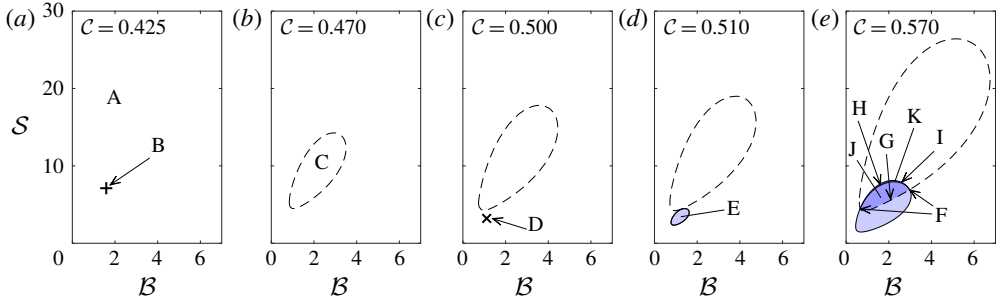 (a) (b) (c) (d) (e)
C = 0.425 C = 0.470 C = 0.500 C = 0.510 C = 0.570
30
20
10
0
S
A
B
C
D
E
H
G
K
I
J
F
2 4 6 0 2 4 6 0 2 4 6 0 2 4 6 0 2 4 6
B B B B B